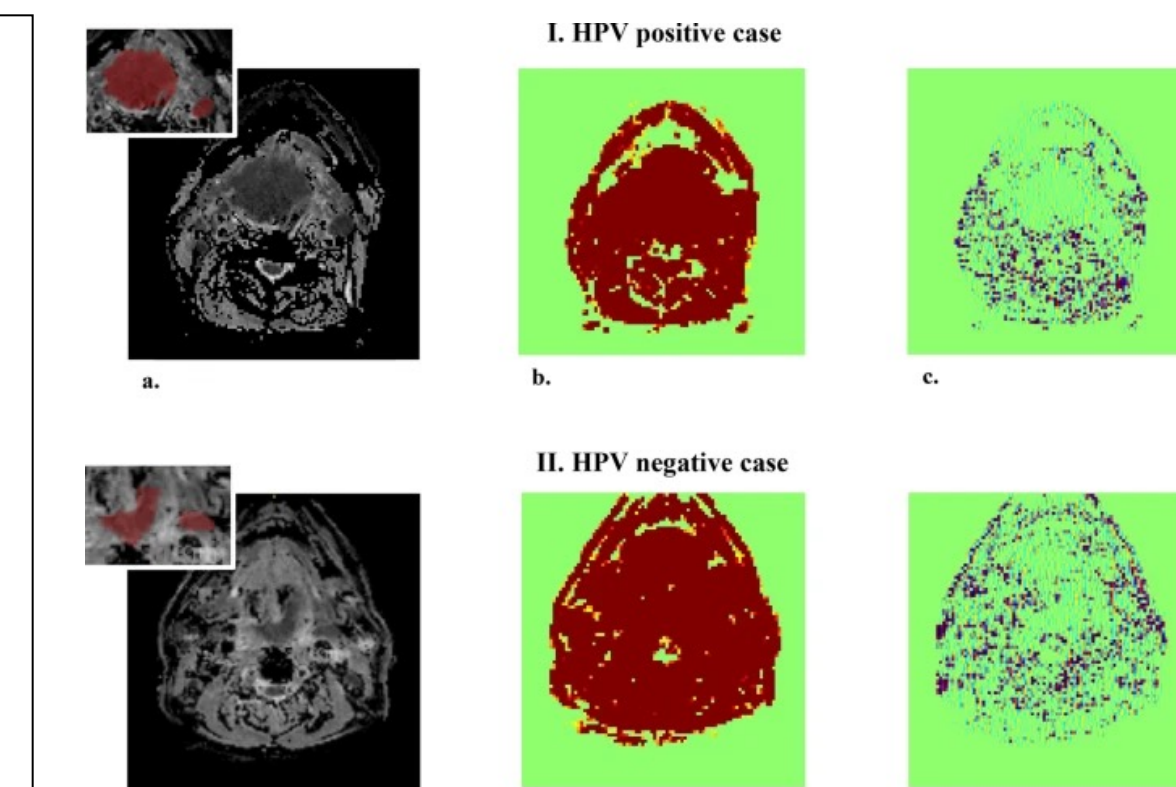 I. HPV positive case
a.
b.
c.
II. HPV negative case